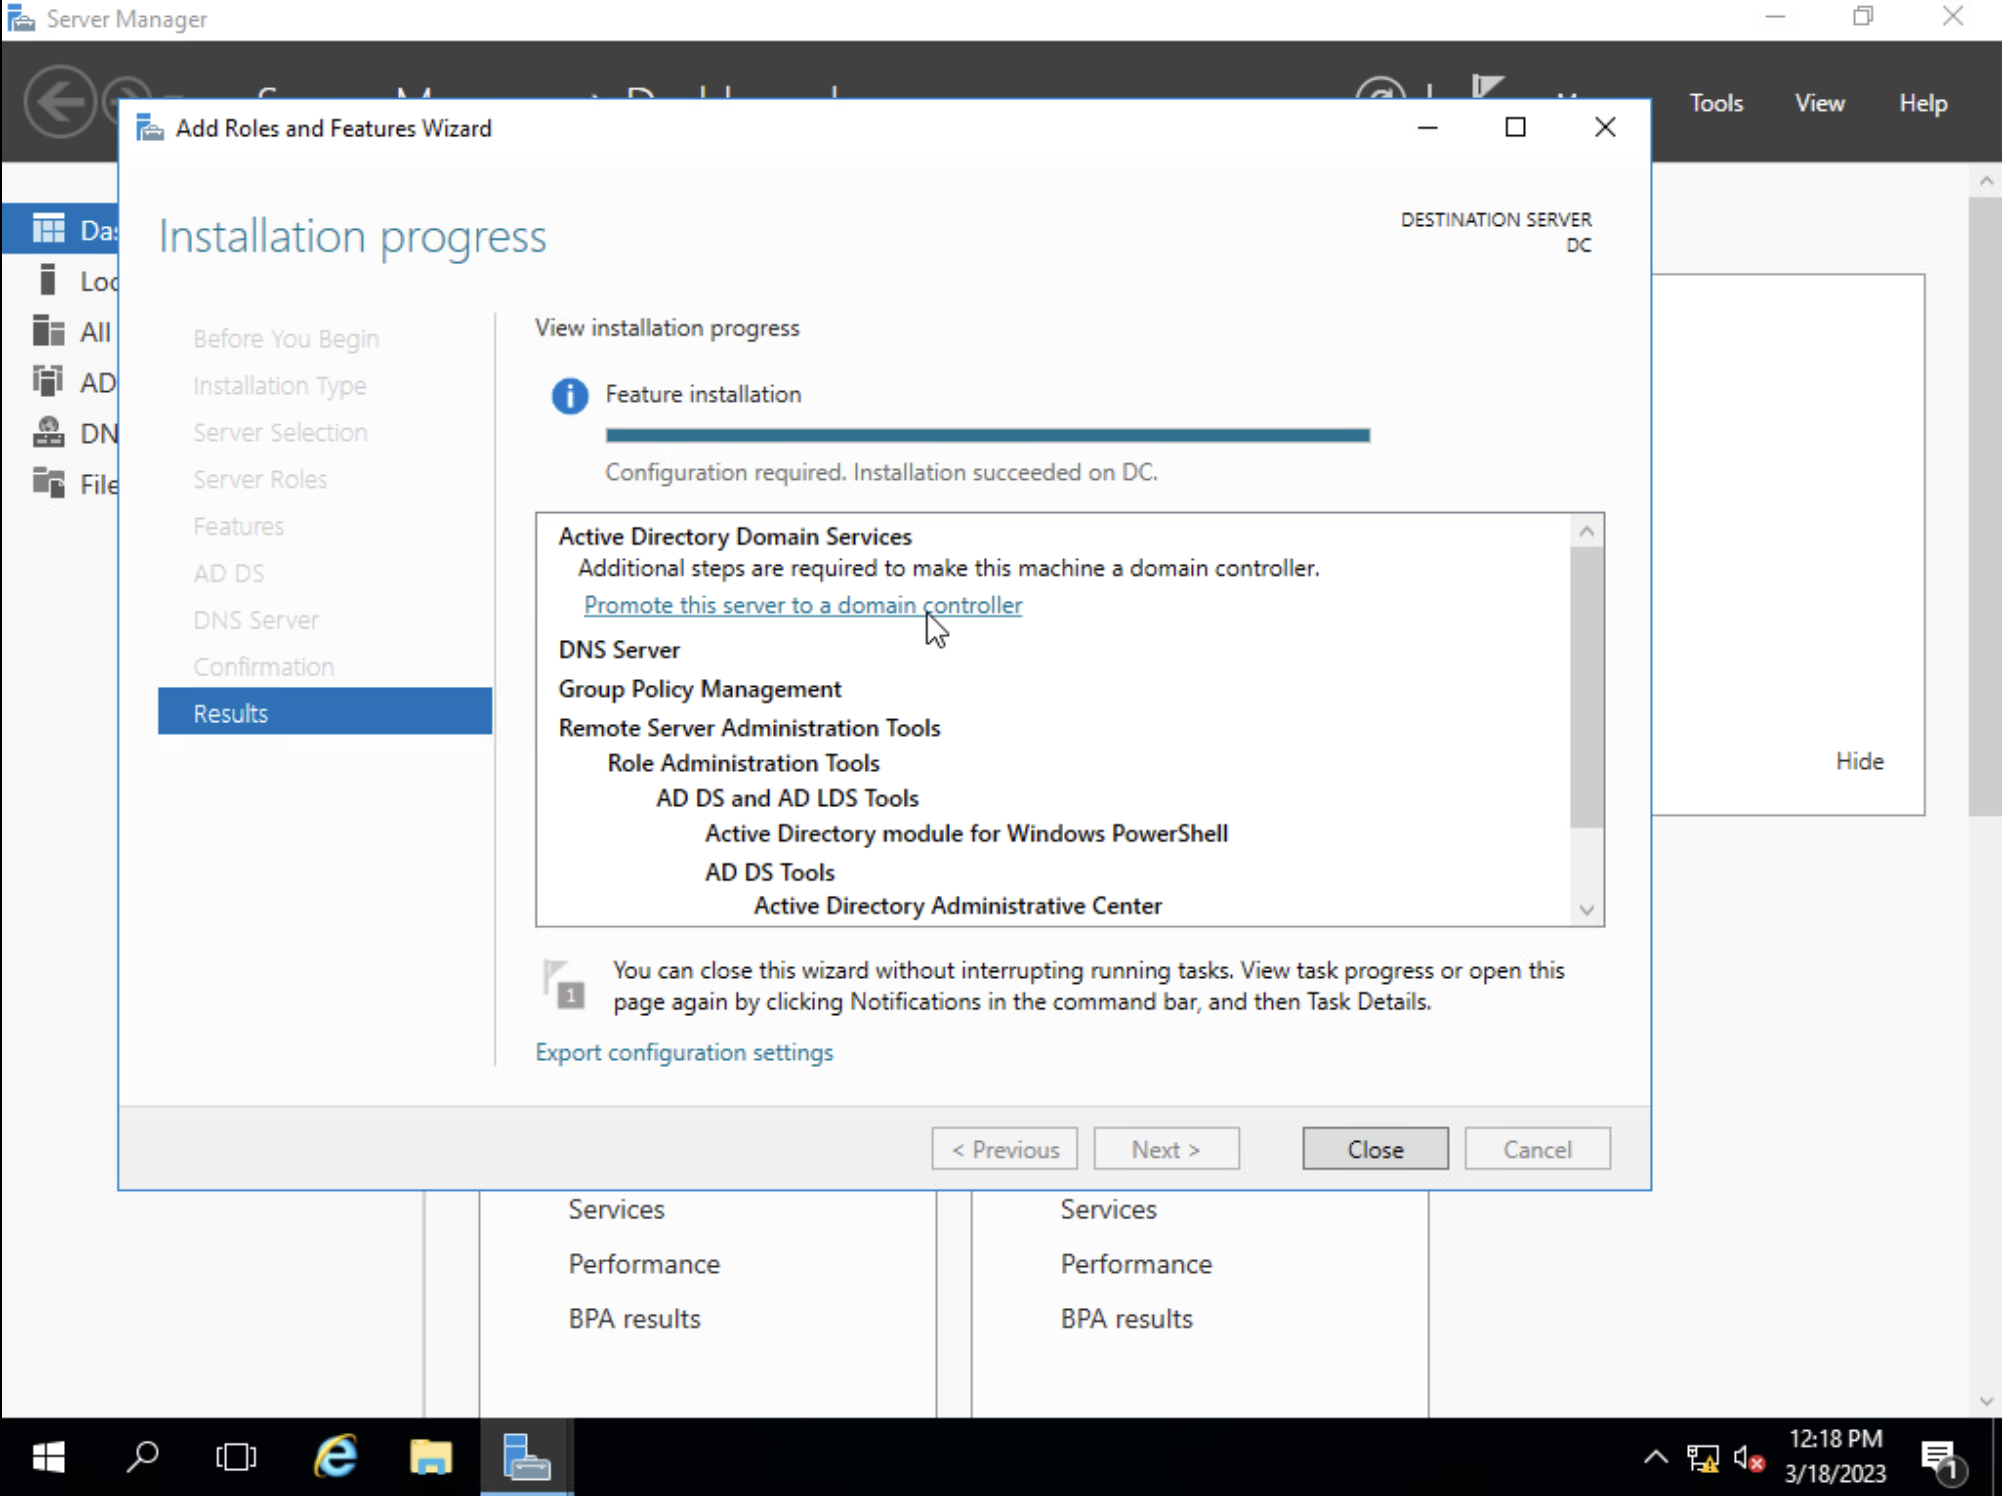 Server Manager
Tools
View
Help
Add Roles and Features Wizard
Installation progress
DESTINATION SERVER
DC
Das
Loc
All
AD
DN
File
Before You Begin
Installation Type
Server Selection
Server Roles
Features
AD DS
DNS Server
Confirmation
Results
View installation progress
Feature installation
Configuration required. Installation succeeded on DC.
Active Directory Domain Services
Additional steps are required to make this machine a domain controller.
Promote this server to a domain controller
DNS Server
Group Policy Management
Remote Server Administration Tools
Role Administration Tools
AD DS and AD LDS Tools
Active Directory module for Windows PowerShell
AD DS Tools
Active Directory Administrative Center
1
You can close this wizard without interrupting running tasks. View task progress or open this
page again by clicking Notifications in the command bar, and then Task Details.
Export configuration settings
Hide
< Previous
Next >
Close
Cancel
Services
Performance
BPA results
Services
Performance
BPA results
12:18 PM
3/18/2023
1